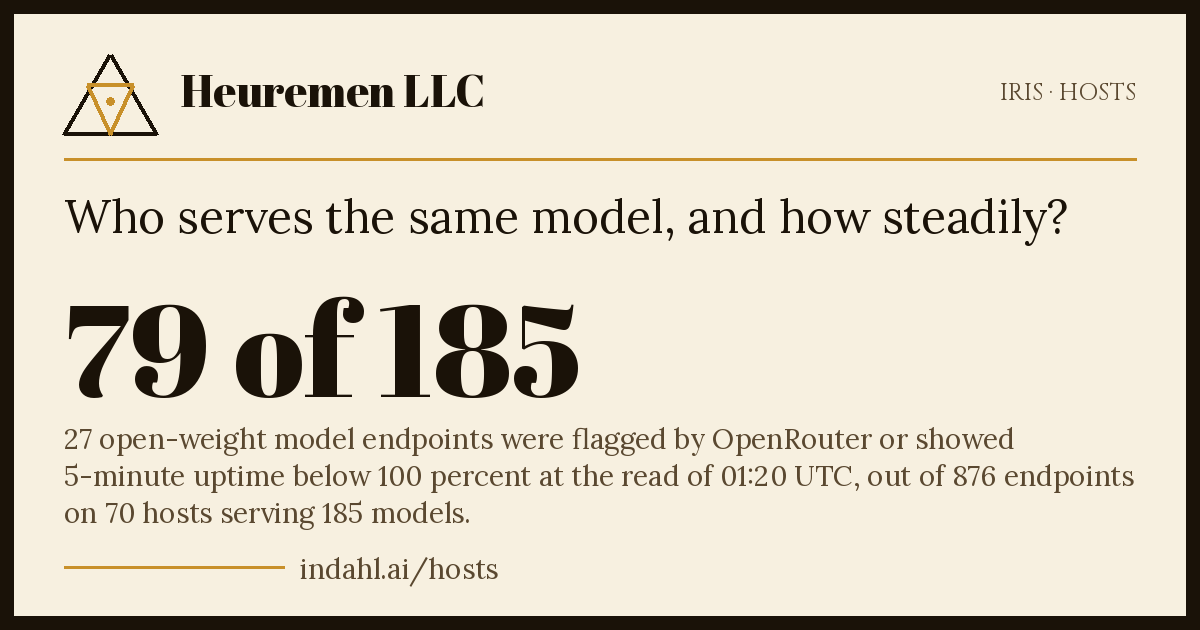 Heuremen LLC
IRIS · HOSTS
Who serves the same model, and how steadily?
79 of 185
27 open-weight model endpoints were flagged by OpenRouter or showed
5-minute uptime below 100 percent at the read of 01:20 UTC, out of 876 endpoints
on 70 hosts serving 185 models.
indahl.ai/hosts